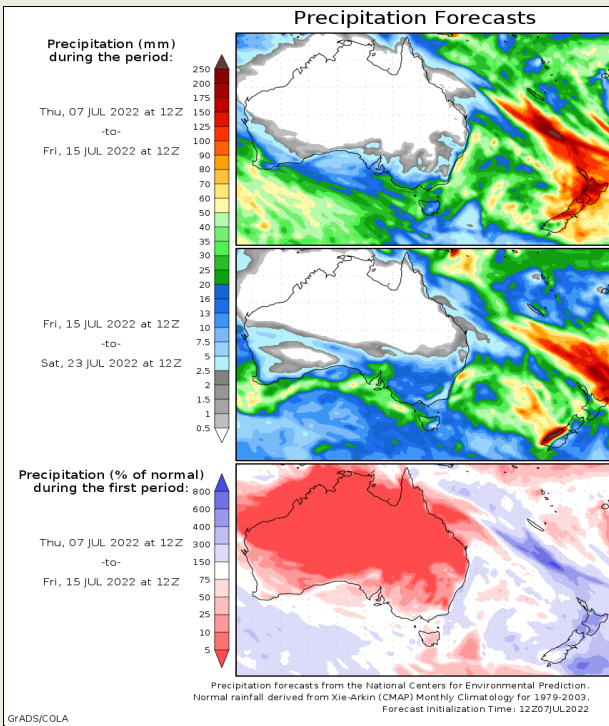 Precipitation Forecasts
Precipitation (mm)
during the period:
Thu, 07 JUL 2022 at 12Z
-to-
Fri, 15 JUL 2022 at 12Z
250
200
175
150
125
100
90
80
70
60
50
40
35
30
25
20
16
13
10
7.5
5
2.5
2
1.5
1
0.5
Fri, 15 JUL 2022 at 12Z
-to-
Sat, 23 JUL 2022 at 12Z
Precipitation (% of normal)
during the first period:
Thu, 07 JUL 2022 at 12Z
-to-
Fri, 15 JUL 2022 at 12Z
800
600
400
300
150
75
50
25
10
5
Precipitation forecasts from the National Centers for Environmental Prediction.
Normal rainfall derived from Xie-Arkin (CMAP) Monthly Climatology for 1979-2003.
Forecast Initialization Time: 12Z07JUL2022
GrADS/COLA